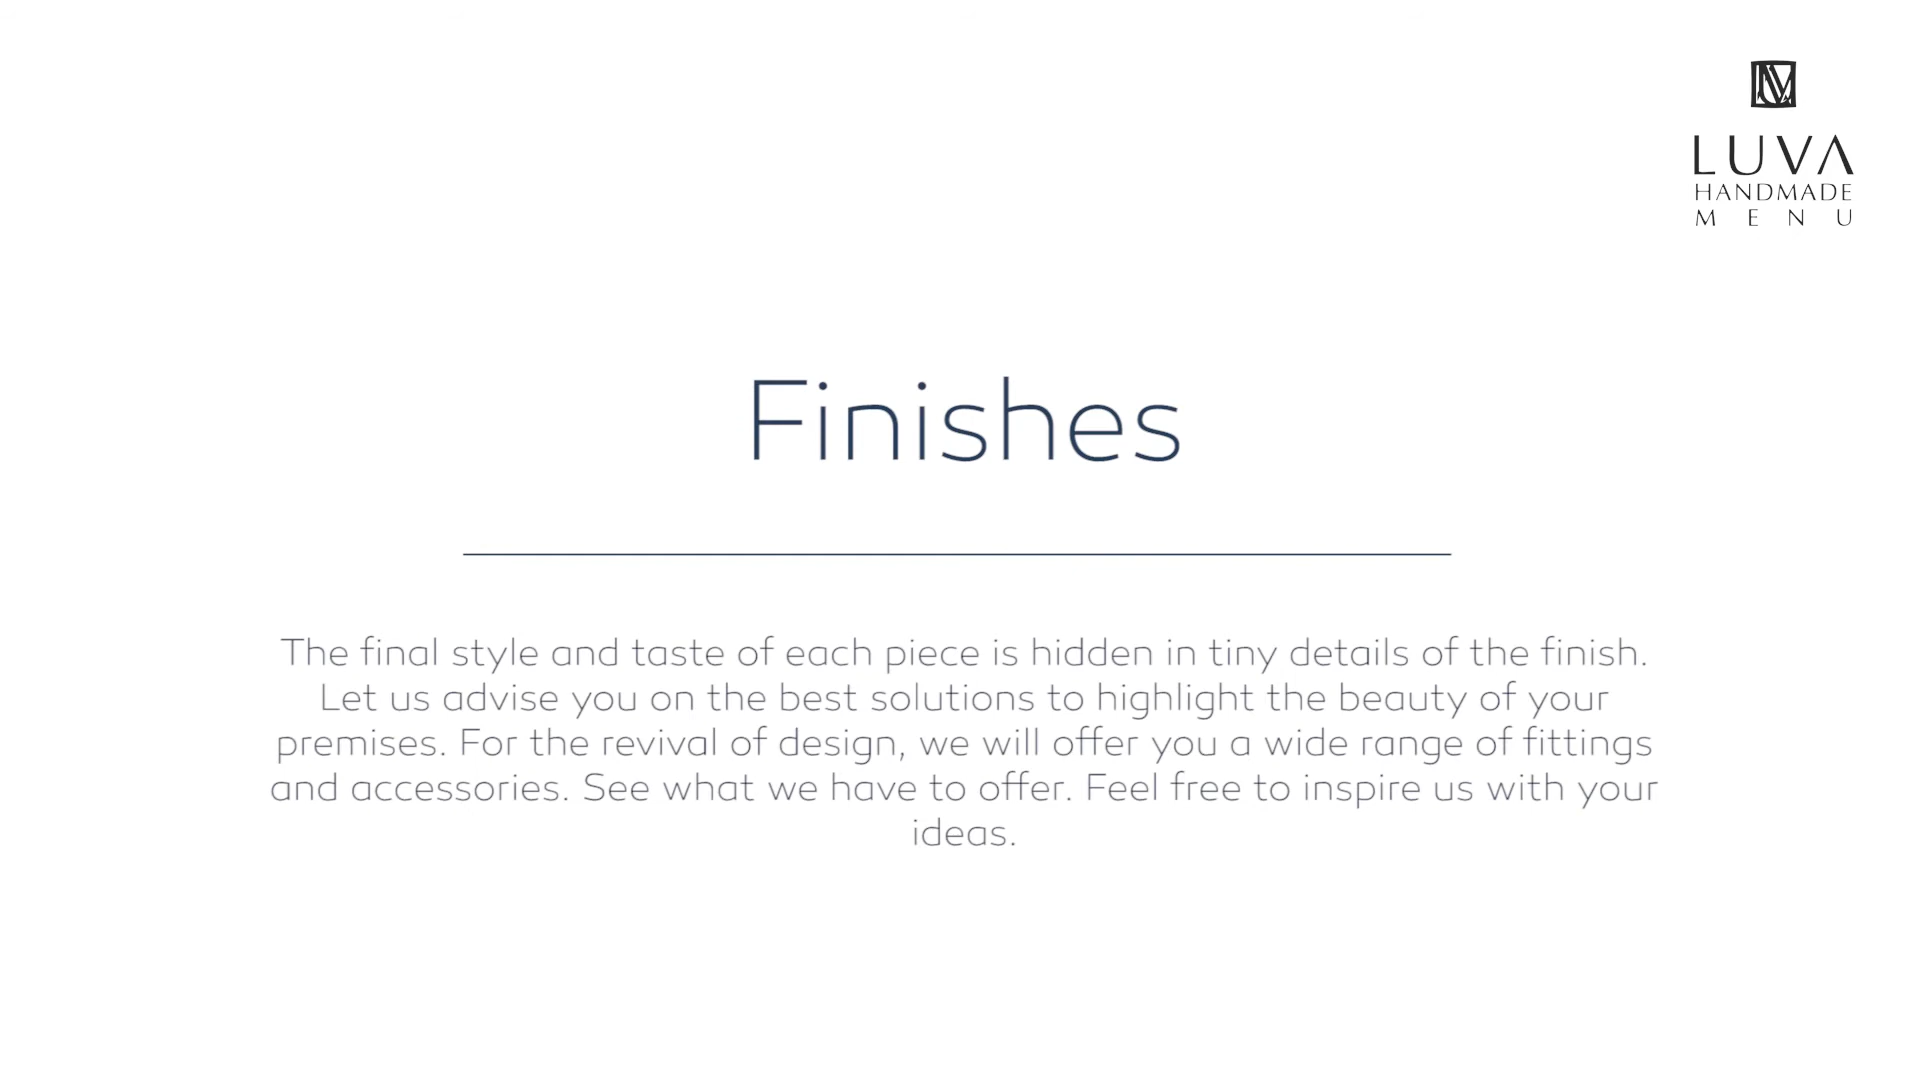 LUVA
HANDMADE
MENU
Finishes
The final style and taste of each piece is hidden in tiny details of the finish.
Let us advise you on the best solutions to highlight the beauty of your
premises. For the revival of design, we will offer you a wide range of fittings
and accessories. See what we have to offer. Feel free to inspire us with your
ideas.